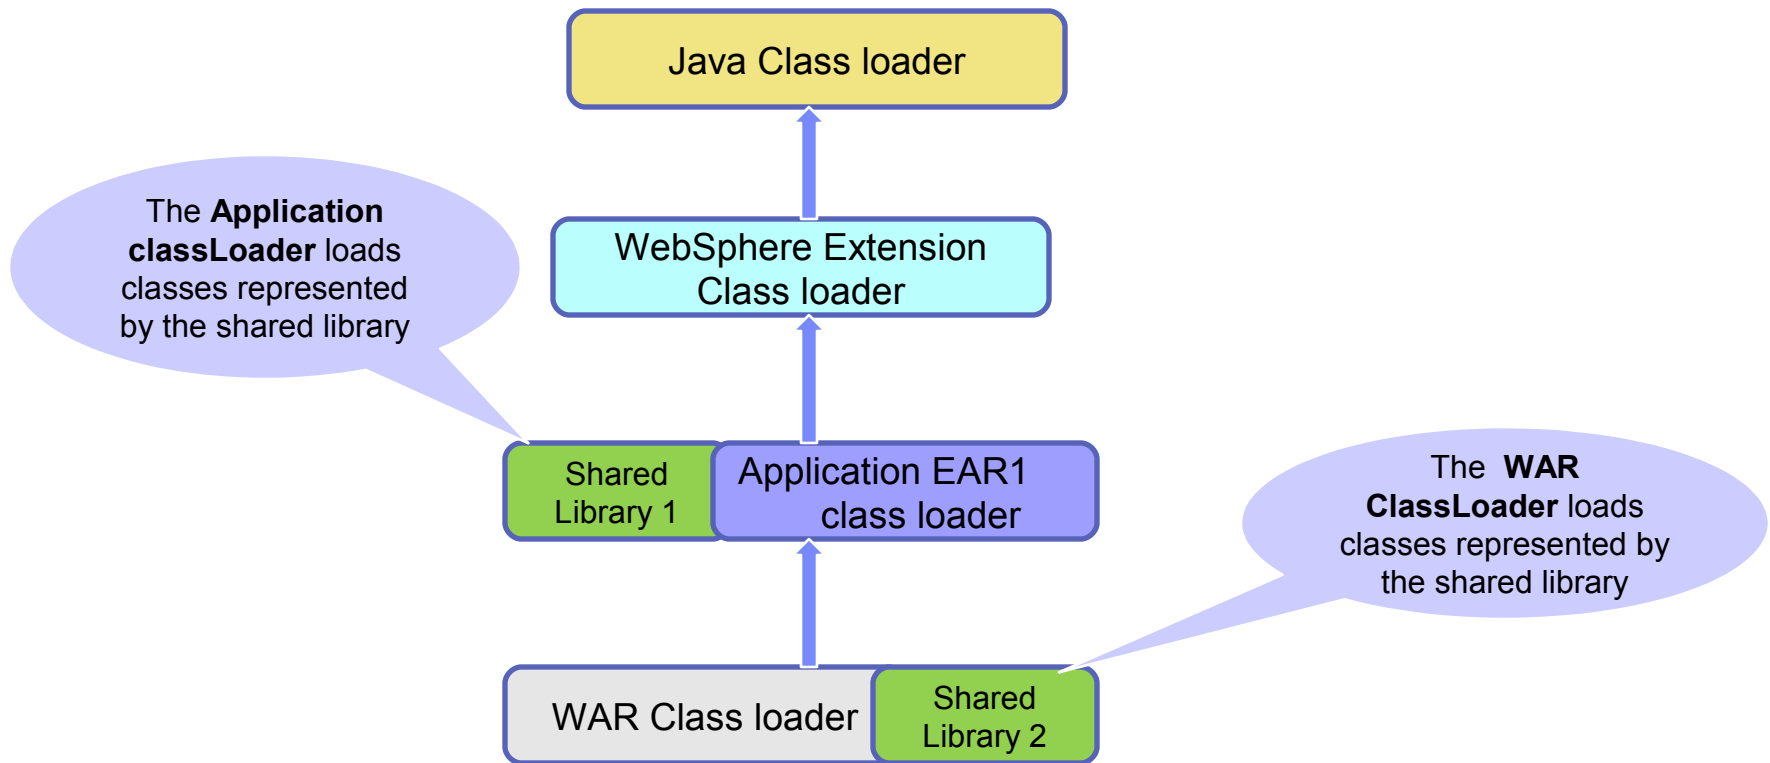 Java Class loader
The Application
classLoader loads
classes represented
by the shared library
WebSphere Extension
Class loader
Shared
Library 1
Application EAR1
class loader
The WAR
ClassLoader loads
classes represented by
the shared library
WAR Class loader
Shared
Library 2